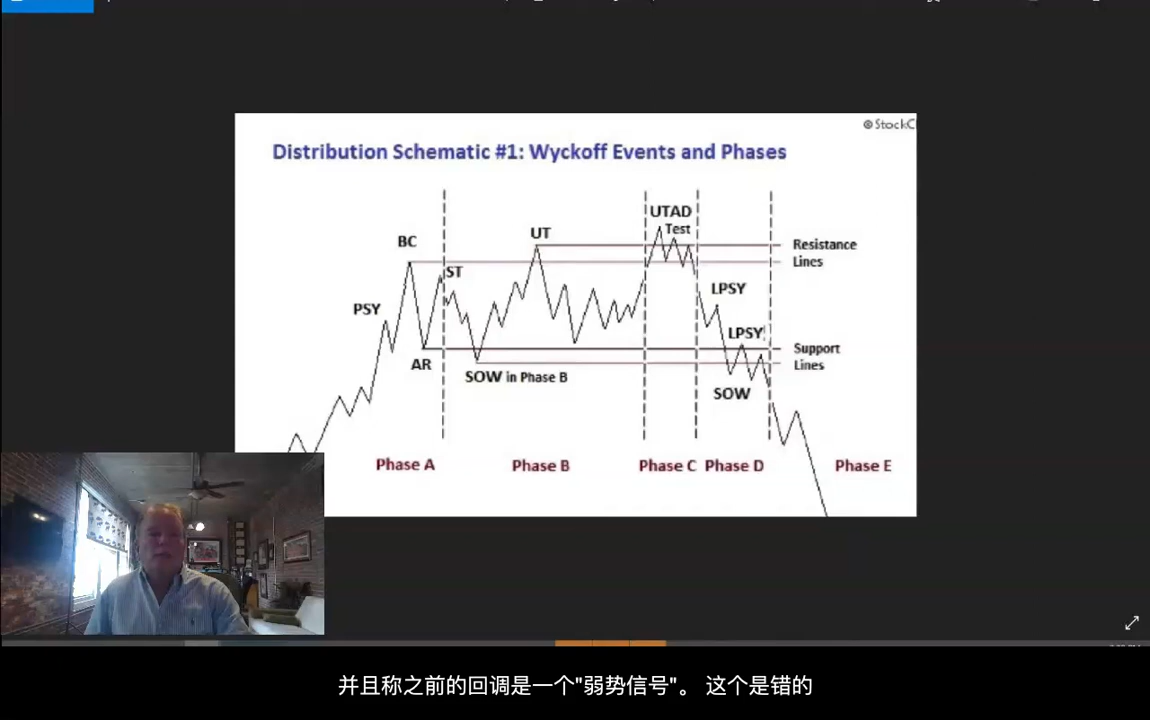 StockC
Distribution Schematic #1: Wyckoff Events and Phases
UTAD
Test
UT
BC
Resistance
Lines
ST
LPSY
PSY
LPSY
Support
Lines
AR
SOW in Phase B
SOW
Phase A
Phase B
Phase C
Phase D
Phase E
并且称之前的回调是一个"弱势信号"。 这个是错的